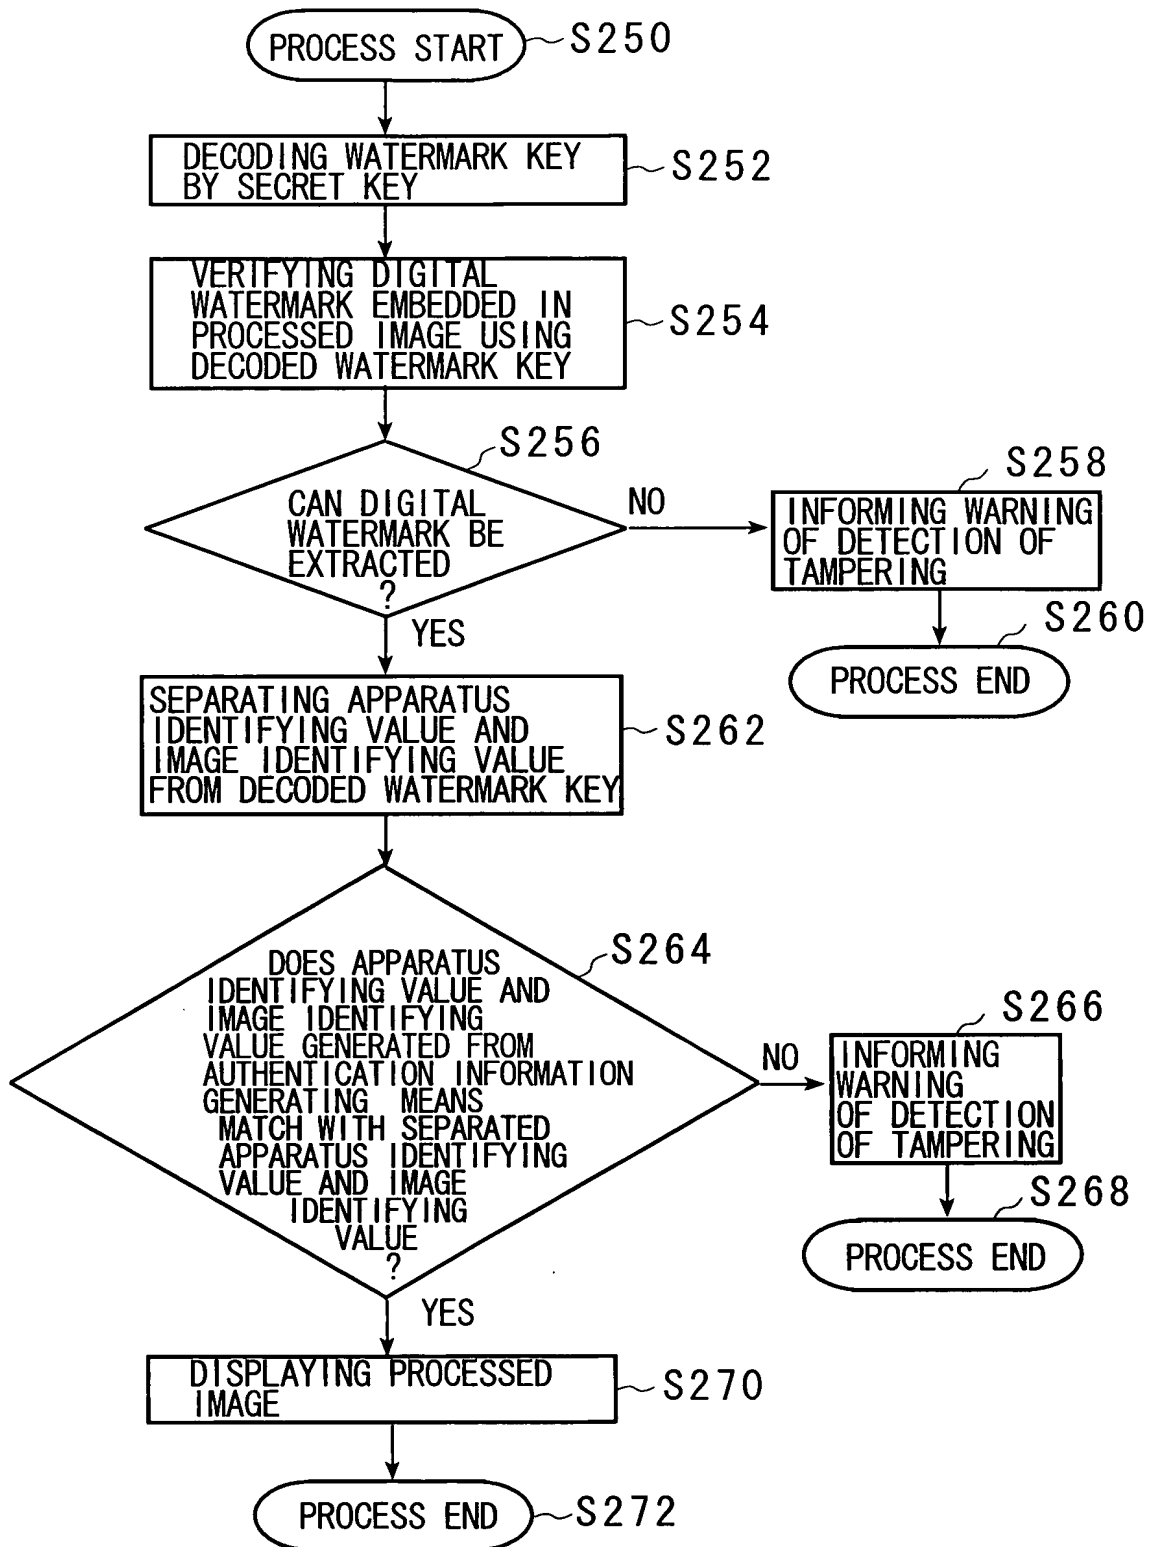 PROCESS START
S250
DECODING WATERMARK KEY
BY SECRET KEY
S252
VERIFYING DIGITAL
WATERMARK EMBEDDED IN
PROCESSED IMAGE USING
DECODED WATERMARK KEY
S254
S256
CAN DIGITAL
WATERMARK BE
EXTRACTED
?
NO
YES
S258
INFORMING WARNING
OF DETECTION OF
TAMPERING
S260
PROCESS END
SEPARATING APPARATUS
IDENTIFYING VALUE AND
IMAGE IDENTIFYING VALUE
FROM DECODED WATERMARK KEY
S262
S264
DOES APPARATUS
IDENTIFYING VALUE AND
IMAGE IDENTIFYING
VALUE GENERATED FROM
AUTHENTICATION INFORMATION
GENERATING MEANS
MATCH WITH SEPARATED
APPARATUS IDENTIFYING
VALUE AND IMAGE
IDENTIFYING
VALUE
?
NO
YES
S266
INFORMING
WARNING
OF DETECTION
OF TAMPERING
S268
PROCESS END
DISPLAYING PROCESSED
IMAGE
S270
PROCESS END
S272